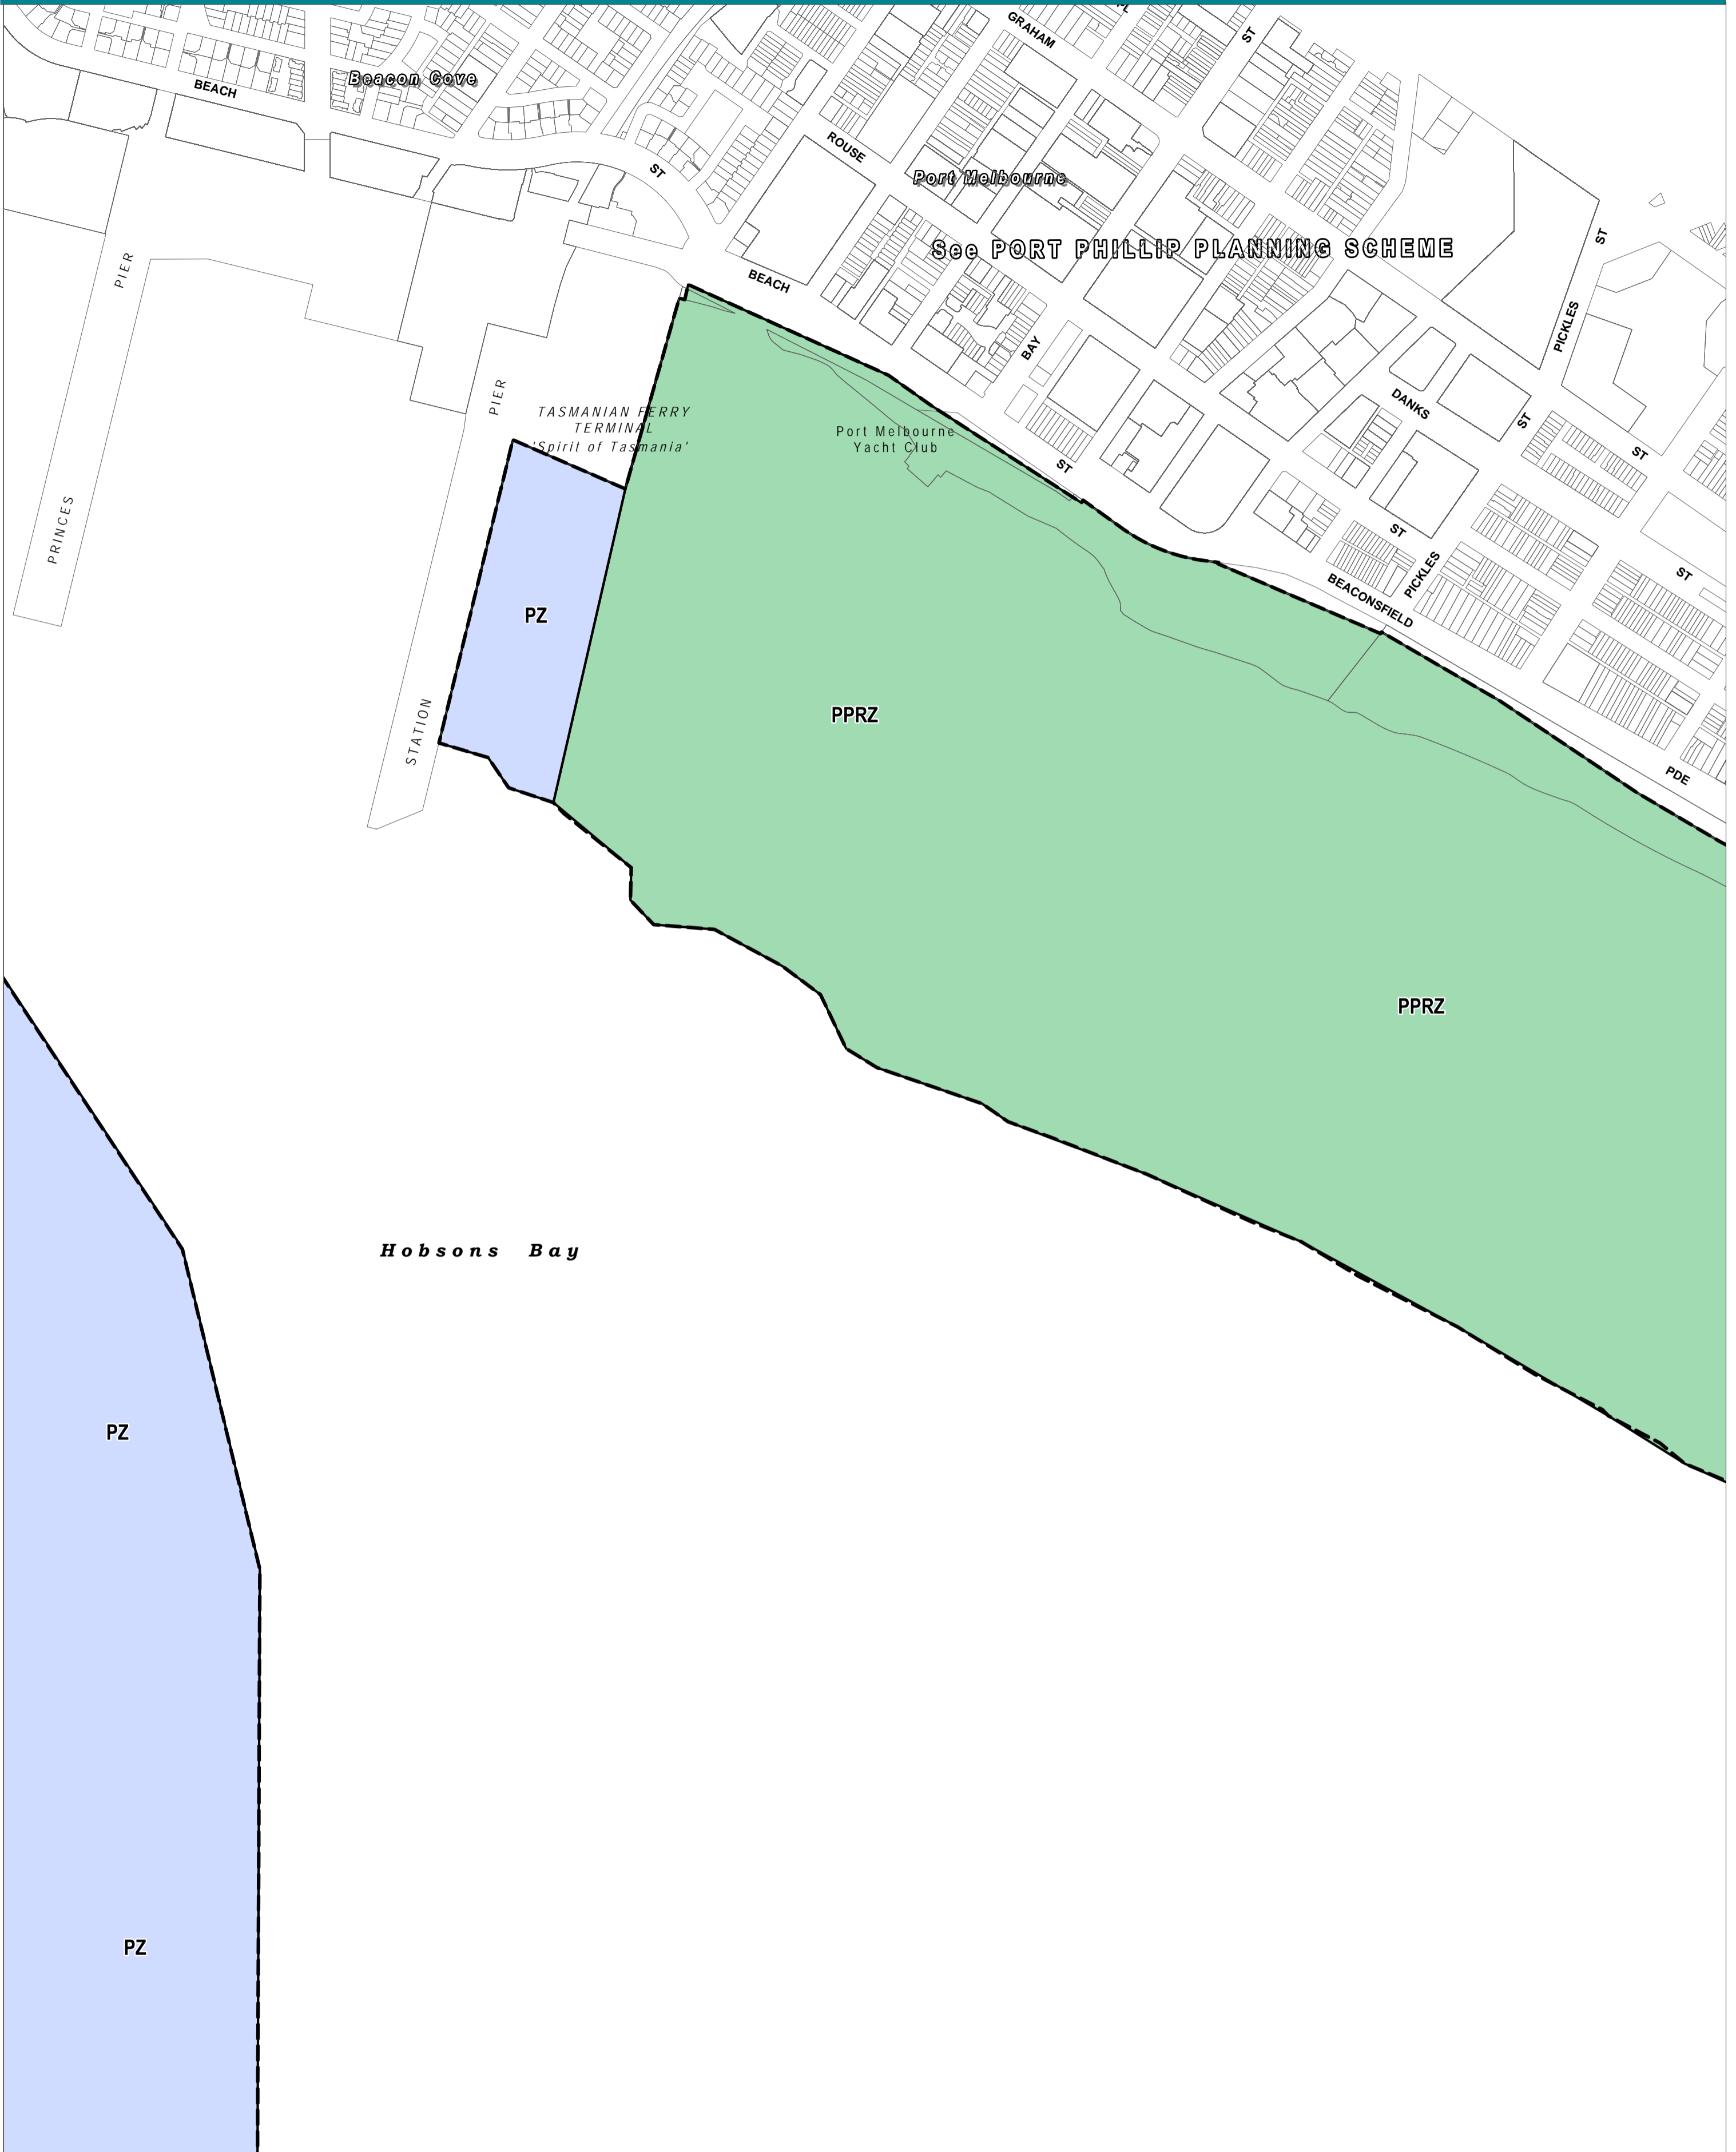 GRAHAM
PL
ST
Beacon Cove
BEACH
ROUSE
ST
Port Melbourne
See PORT PHILLIP PLANNING SCHEME
ST
PIER
BEACH
PICKLES
BAY
PIER
DANKS
ST
TASMANIAN FERRY
TERMINAL
'Spirit of Tasmania'
Port Melbourne
Yacht Club
ST
ST
PRINCES
ST
ST
PICKLES
BEACONSFIELD
PZ
PPRZ
STATION
PDE
PPRZ
Hobsons Bay
PZ
PZ